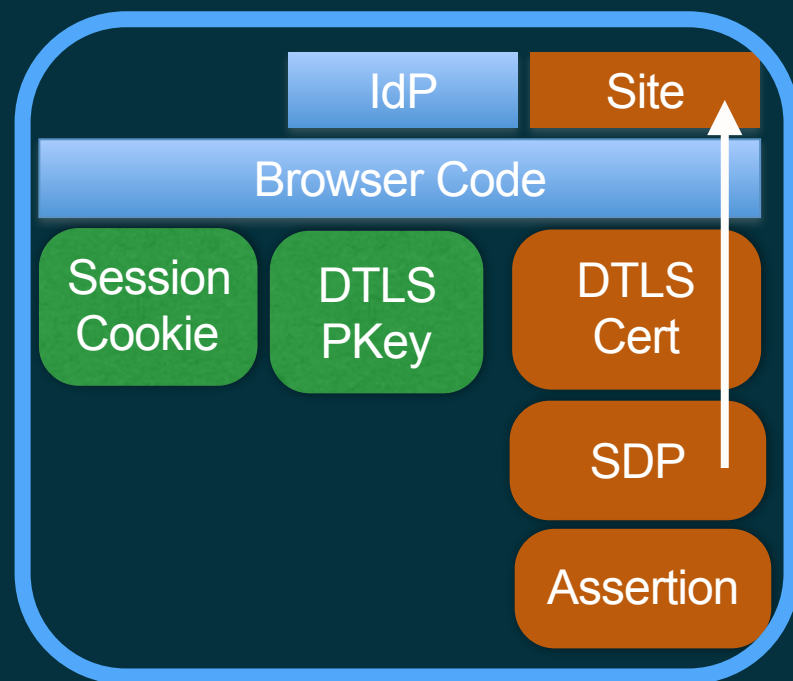 IdP
Site
Browser Code
Session
Cookie
DTLS
PKey
DTLS
Cert
SDP
Assertion